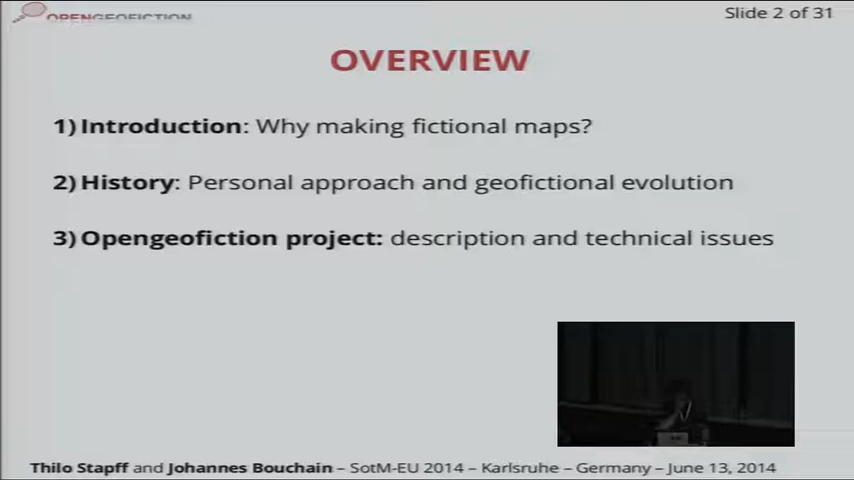 OPENGEOFICTION
Slide 2 of 31
OVERVIEW
1) Introduction: Why making fictional maps?
2) History: Personal approach and geofictional evolution
3) Opengeofiction project: description and technical issues
Thilo Stapff and Johannes Bouchain – SotM-EU 2014 – Karlsruhe – Germany – June 13, 2014